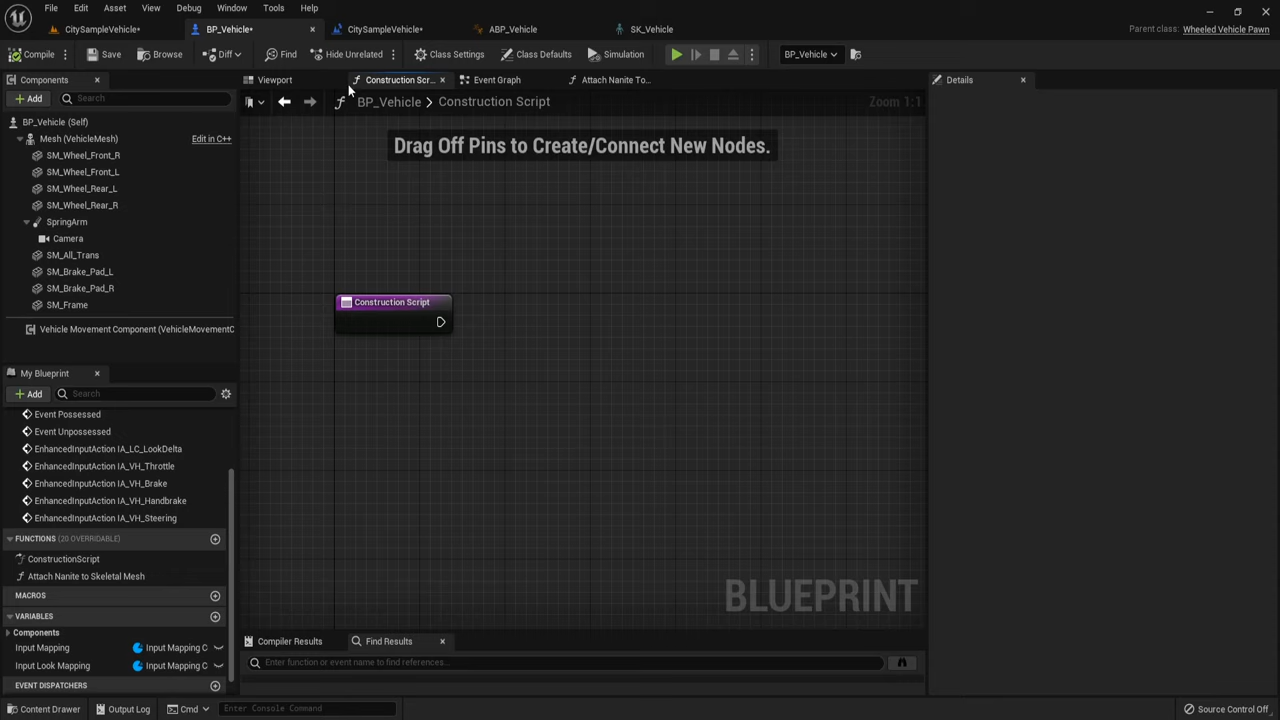 File Edit Asset View Debug Window Tools Help
CitySampleVehicle• BP_Vehicle• CitySampleVehicle• ABP_Vehicle SK_Vehicle Parent class: Wheeled Vehicle Pawn
Compile Save Browse Diff Find Hide Unrelated Class Settings Class Defaults Simulation BP_Vehicle
Components
Add Search
BP_Vehicle (Self)
Mesh (VehicleMesh) Edit in C++
SM_Wheel_Front_R
SM_Wheel_Front_L
SM_Wheel_Rear_L
SM_Wheel_Rear_R
SpringArm
Camera
SM_All_Trans
SM_Brake_Pad_L
SM_Brake_Pad_R
SM_Frame
Vehicle Movement Component (VehicleMovementC
My Blueprint
Add Search
Event Possessed
Event Unpossessed
EnhancedInputAction IA_LC_LookDelta
EnhancedInputAction IA_VH_Throttle
EnhancedInputAction IA_VH_Brake
EnhancedInputAction IA_VH_Handbrake
EnhancedInputAction IA_VH_Steering
FUNCTIONS (20 OVERRIDABLE)
ConstructionScript
Attach Nanite to Skeletal Mesh
MACROS
VARIABLES
Components
Input Mapping Input Mapping C
Input Look Mapping Input Mapping C
EVENT DISPATCHERS
Viewport Construction Scr... Event Graph Attach Nanite To...
BP_Vehicle > Construction Script Zoom 1:1
Drag Off Pins to Create/Connect New Nodes.
Construction Script
BLUEPRINT
Compiler Results Find Results
Enter function or event name to find references...
Details
Content Drawer Output Log Cmd Enter Console Command Source Control Off